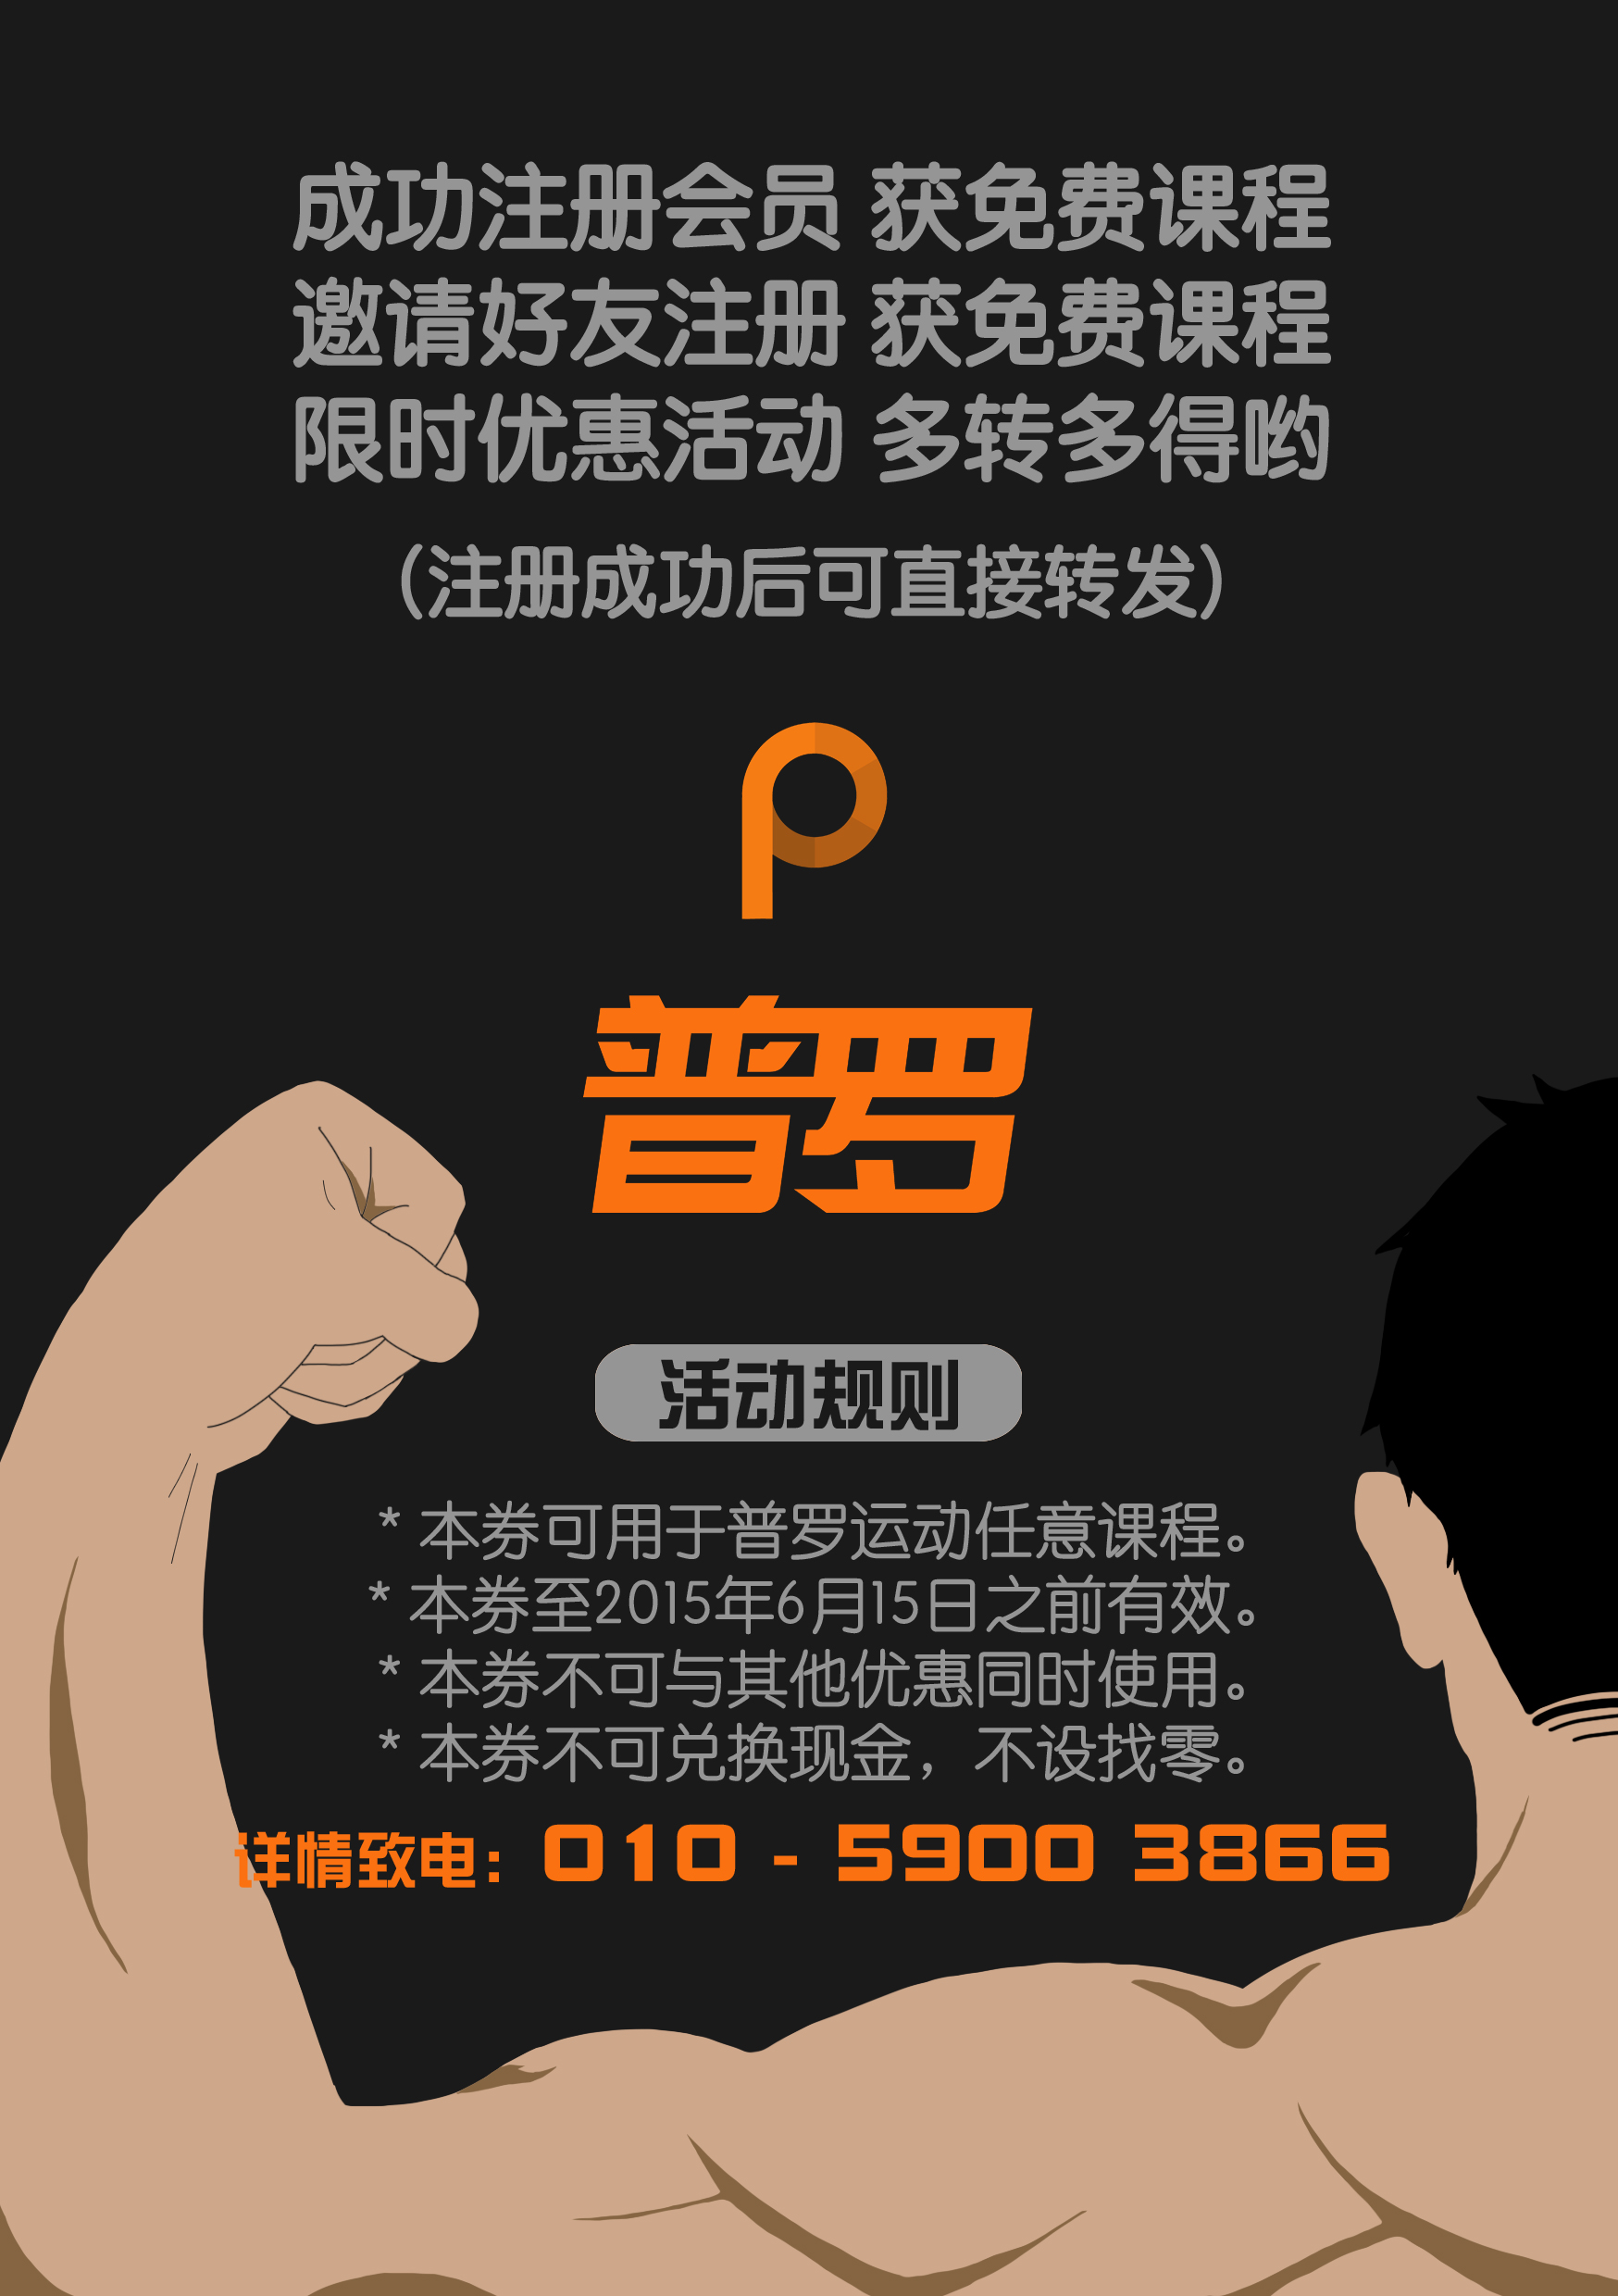 成功注册会员 获免费课程
邀请好友注册 获免费课程
限时优惠活动 多转多得哟
(注册成功后可直接转发)
普罗
活动规则
* 本券可用于普罗运动任意课程。
* 本券至2015年6月15日之前有效。
* 本券不可与其他优惠同时使用。
* 本券不可兑换现金，不设找零。
详情致电: 010 - 5900 3866